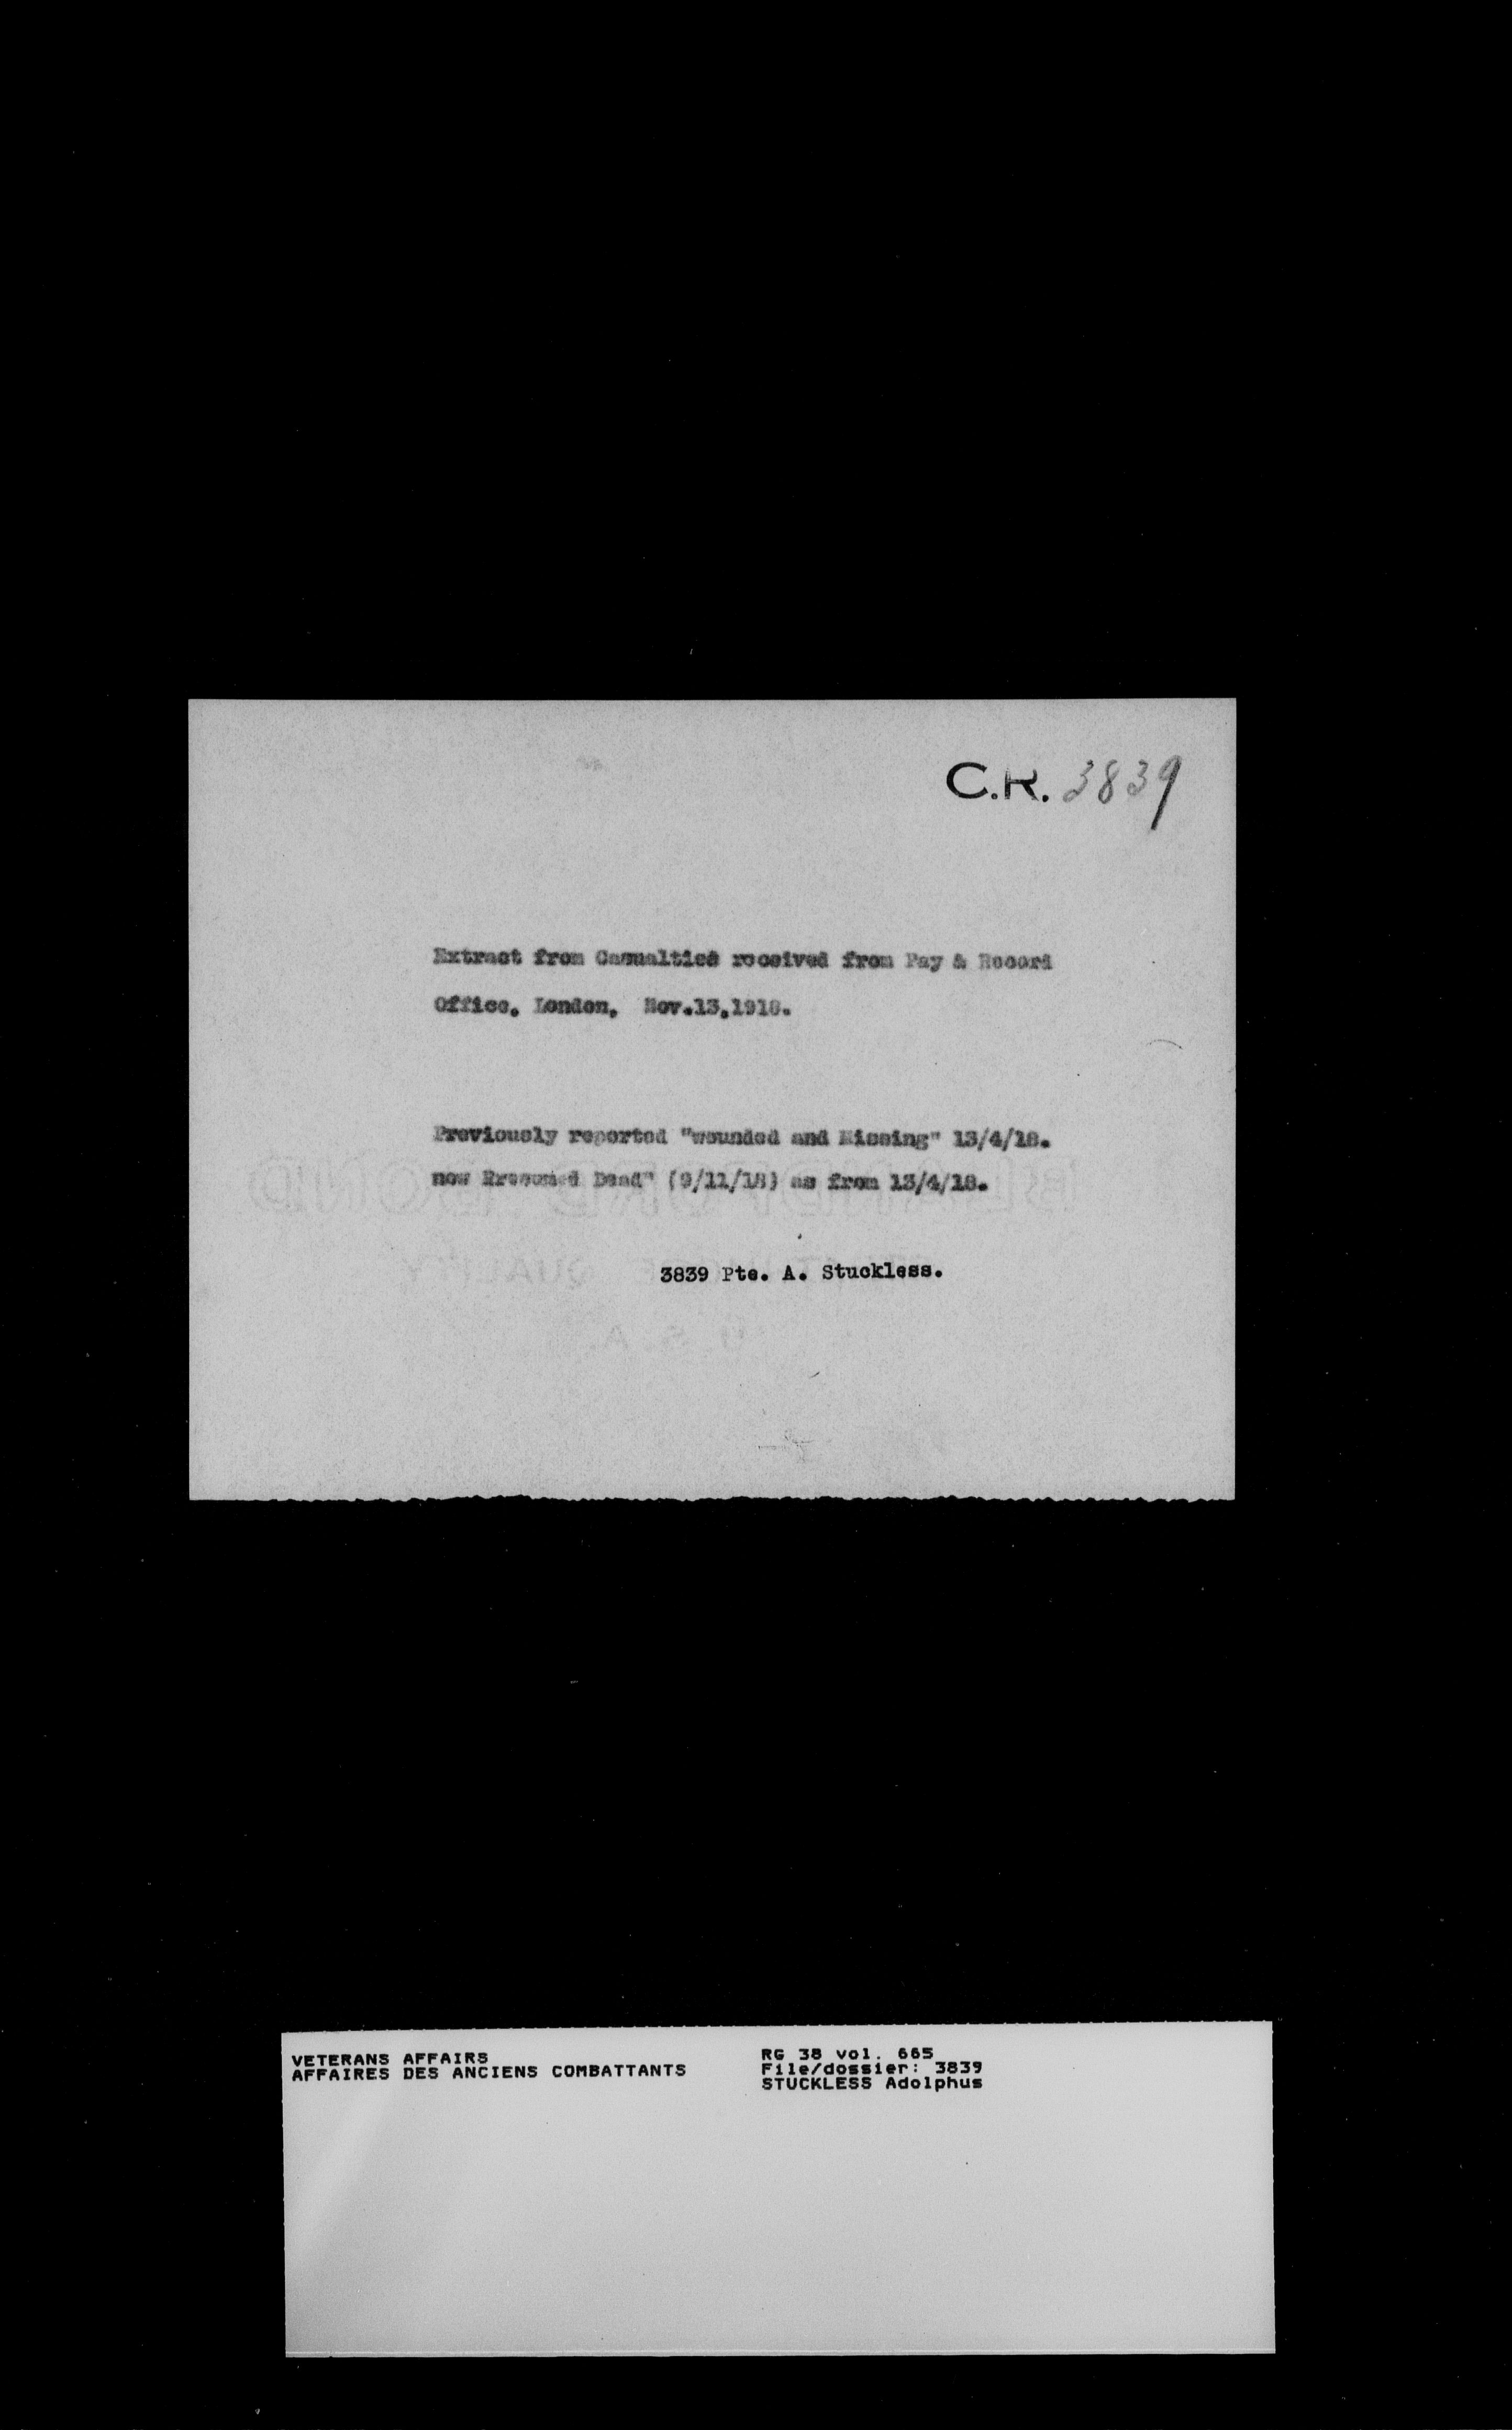 C.R. 3839
Extract from Casualties received from Pay & Record
Office, London, Nov.13,1918.
Previously reported "wounded and Missing" 13/4/18.
now Presumed Dead" (9/11/18) as from 13/4/18.
3839 Pte. A. Stuckless.
U.S.A.
VETERANS AFFAIRS
AFFAIRES DES ANCIENS COMBATTANTS
RG 38 vol. 665
File/dossier: 3839
STUCKLESS Adolphus